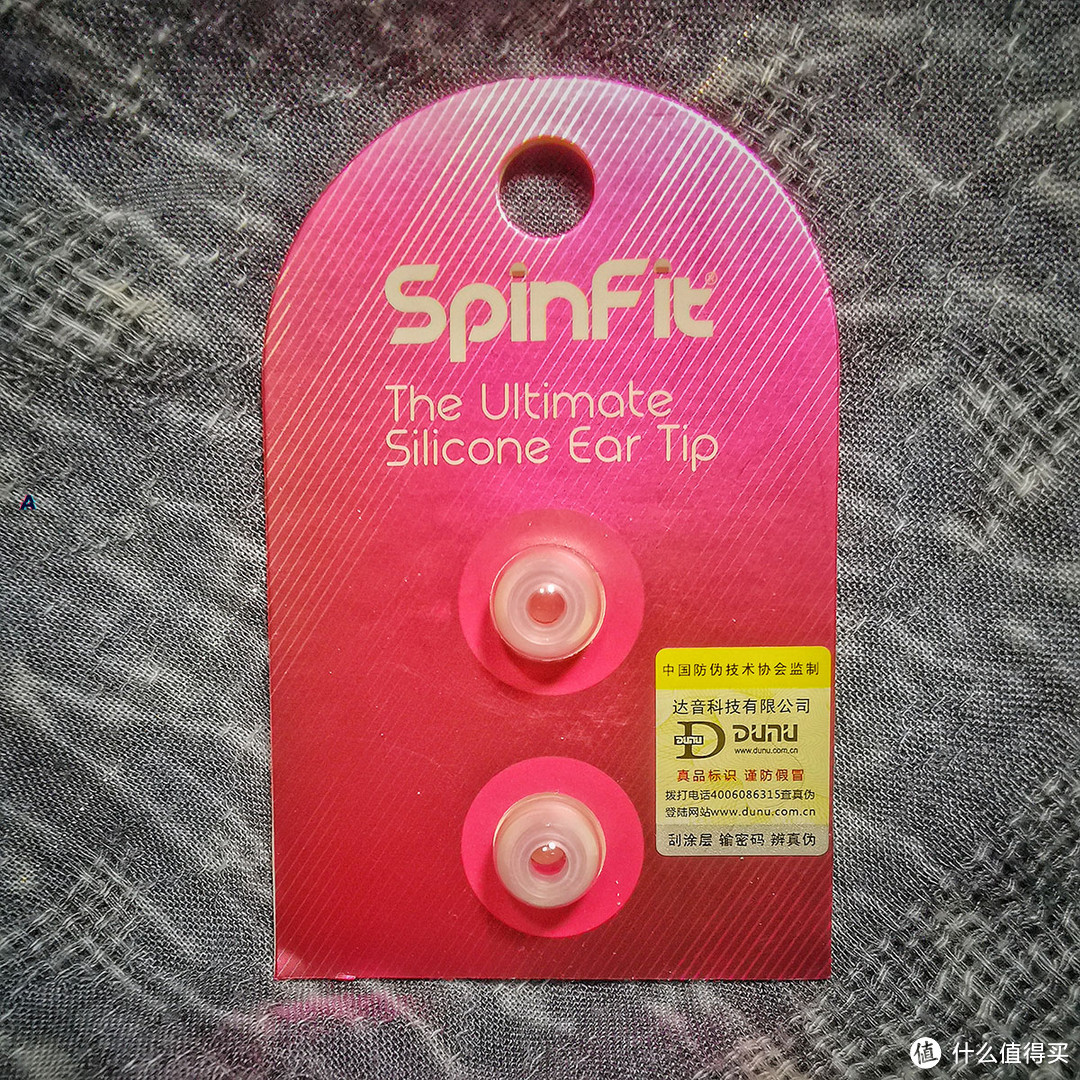 SpinFit®
The Ultimate
Silicone Ear Tip
A
中国防伪技术协会监制
达音科技有限公司
DUNU DUNU
www.dunu.com.cn
真品标识 谨防假冒
拨打电话4006086315查真伪
登陆网站www.dunu.com.cn
刮涂层 输密码 辨真伪
值 什么值得买